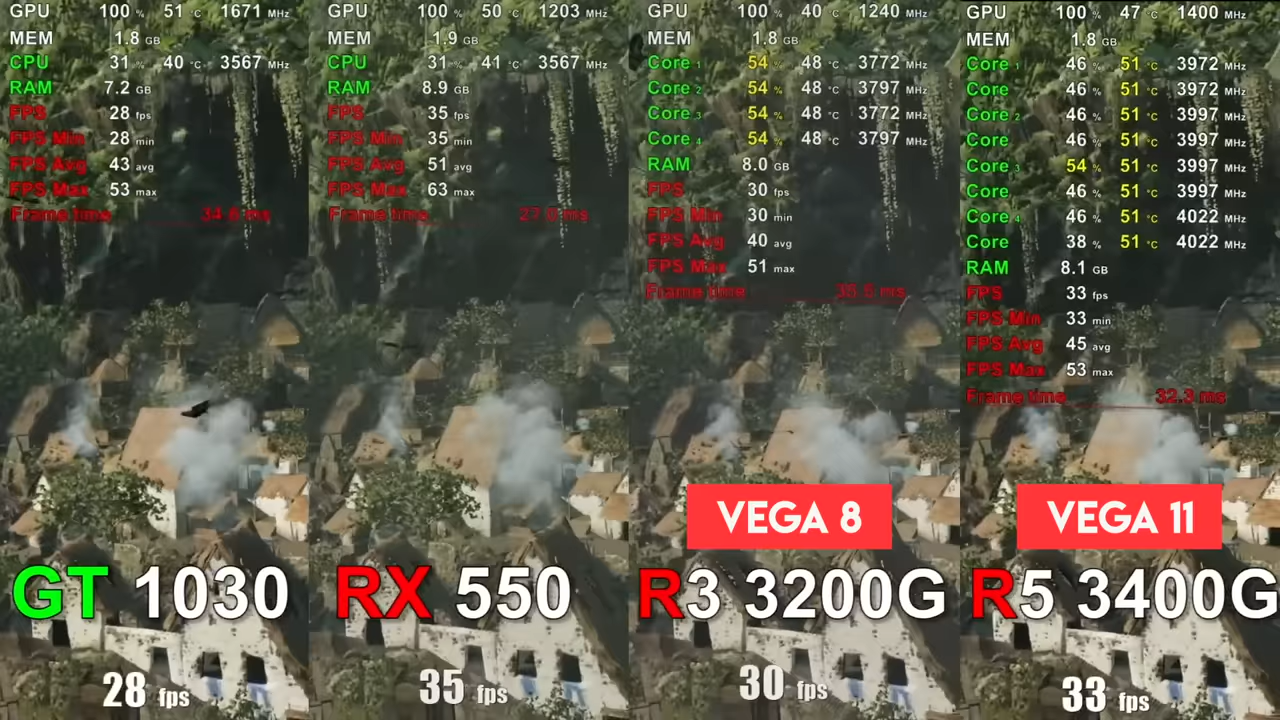 GPU 100 % 51 °C 1671 MHz
MEM 1.8 GB
CPU 31 % 40 °C 3567 MHz
RAM 7.2 GB
FPS 28 fps
FPS Min 28 min
FPS Avg 43 avg
FPS Max 53 max
Frame time 34.6 ms
GT 1030
28 fps
GPU 100 % 50 °C 1203 MHz
MEM 1.9 GB
CPU 31 % 41 °C 3567 MHz
RAM 8.9 GB
FPS 35 fps
FPS Min 35 min
FPS Avg 51 avg
FPS Max 63 max
Frame time ms
RX 550
35 fps
GPU 100 % 40 °C 1240 MHz
MEM 1.8 GB
Core 1 54 % 48 °C 3772 MHz
Core 2 54 % 48 °C 3797 MHz
Core 3 54 % 48 °C 3772 MHz
Core 4 54 % 48 °C 3797 MHz
RAM 8.0 GB
FPS 30 fps
FPS Min 30 min
FPS Avg 40 avg
FPS Max 51 max
Frame time ms
VEGA 8
R3 3200G
30 fps
GPU 100 % 47 °C 1400 MHz
MEM 1.8 GB
Core 1 46 % 51 °C 3972 MHz
Core 46 % 51 °C 3972 MHz
Core 2 46 % 51 °C 3997 MHz
Core 46 % 51 °C 3997 MHz
Core 3 54 % 51 °C 3997 MHz
Core 46 % 51 °C 3997 MHz
Core 4 46 % 51 °C 4022 MHz
Core 38 % 51 °C 4022 MHz
RAM 8.1 GB
FPS 33 fps
FPS Min 33 min
FPS Avg 45 avg
FPS Max 53 max
Frame time 32.3 ms
VEGA 11
R5 3400G
33 fps